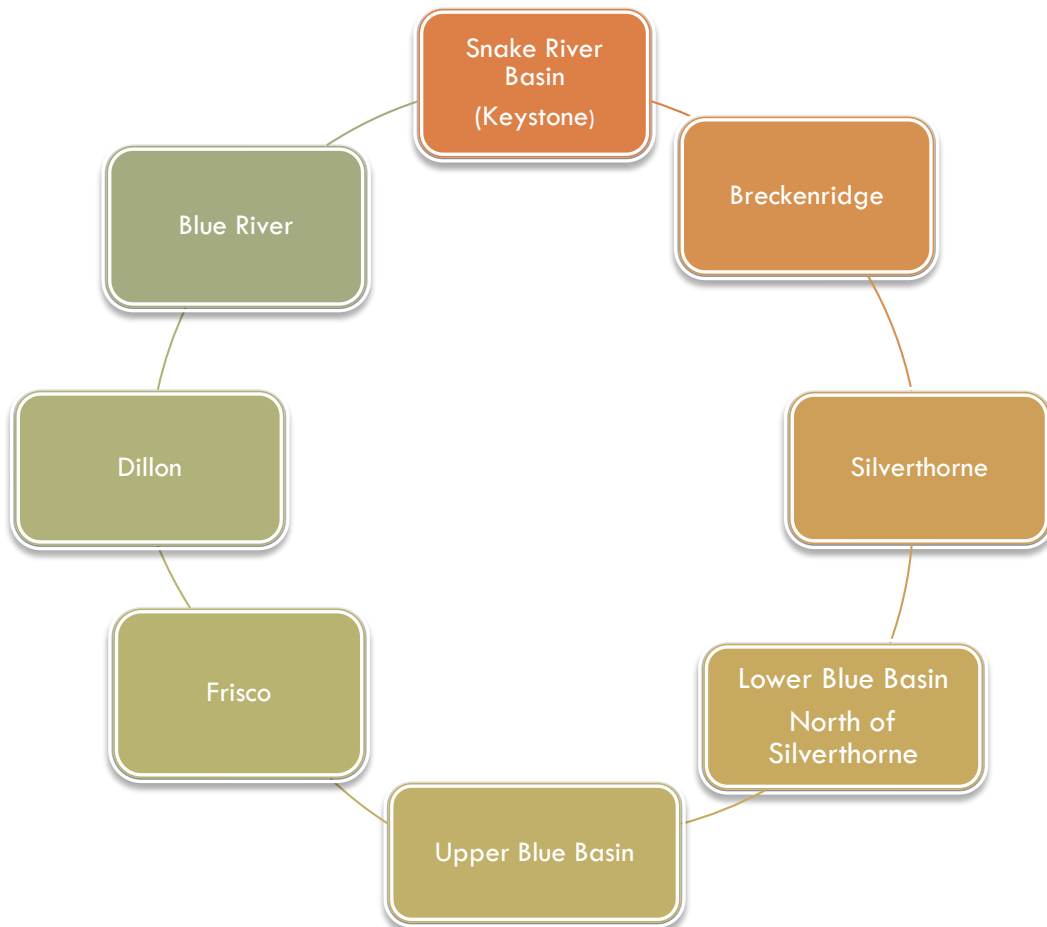 Snake River
Basin
(Keystone)
Breckenridge
Silverthorne
Lower Blue Basin
North of
Silverthorne
Upper Blue Basin
Frisco
Dillon
Blue River